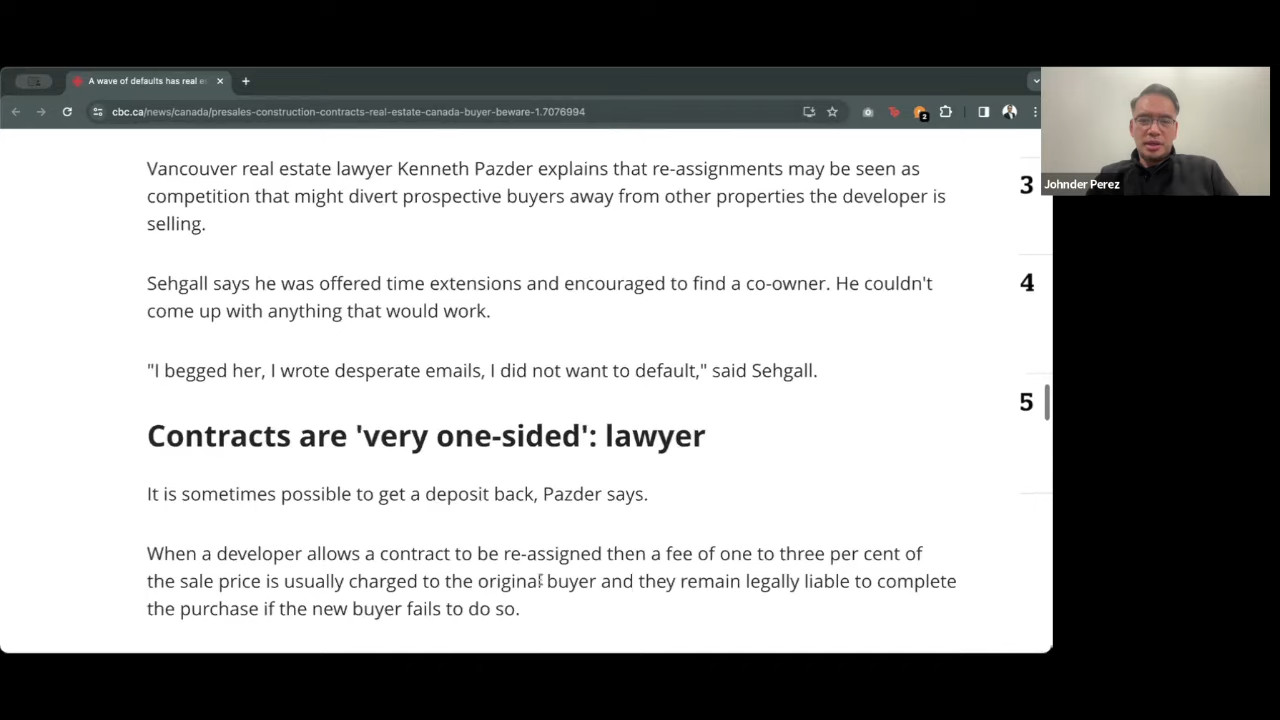 A wave of defaults has real es
cbc.ca/news/canada/presales-construction-contracts-real-estate-canada-buyer-beware-1.7076994
2
Johnder Perez
Vancouver real estate lawyer Kenneth Pazder explains that re-assignments may be seen as
competition that might divert prospective buyers away from other properties the developer is
selling.
Sehgall says he was offered time extensions and encouraged to find a co-owner. He couldn't
come up with anything that would work.
"I begged her, I wrote desperate emails, I did not want to default," said Sehgall.
Contracts are 'very one-sided': lawyer
It is sometimes possible to get a deposit back, Pazder says.
When a developer allows a contract to be re-assigned then a fee of one to three per cent of
the sale price is usually charged to the original buyer and they remain legally liable to complete
the purchase if the new buyer fails to do so.
3
4
5